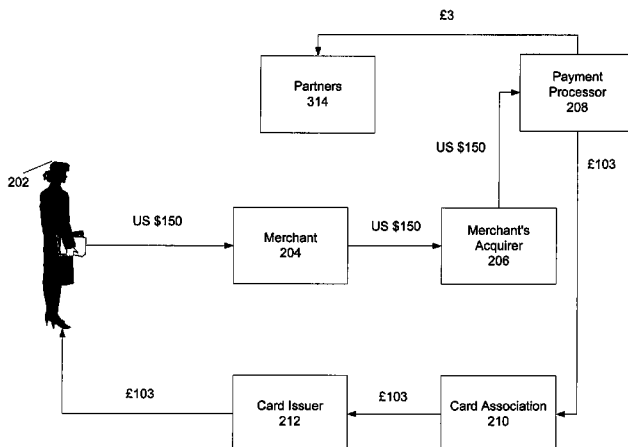 £3
Partners
314
Payment
Processor
208
US $150
£103
202
US $150
Merchant
204
US $150
Merchant's
Acquirer
206
£103
Card Issuer
212
£103
Card Association
210